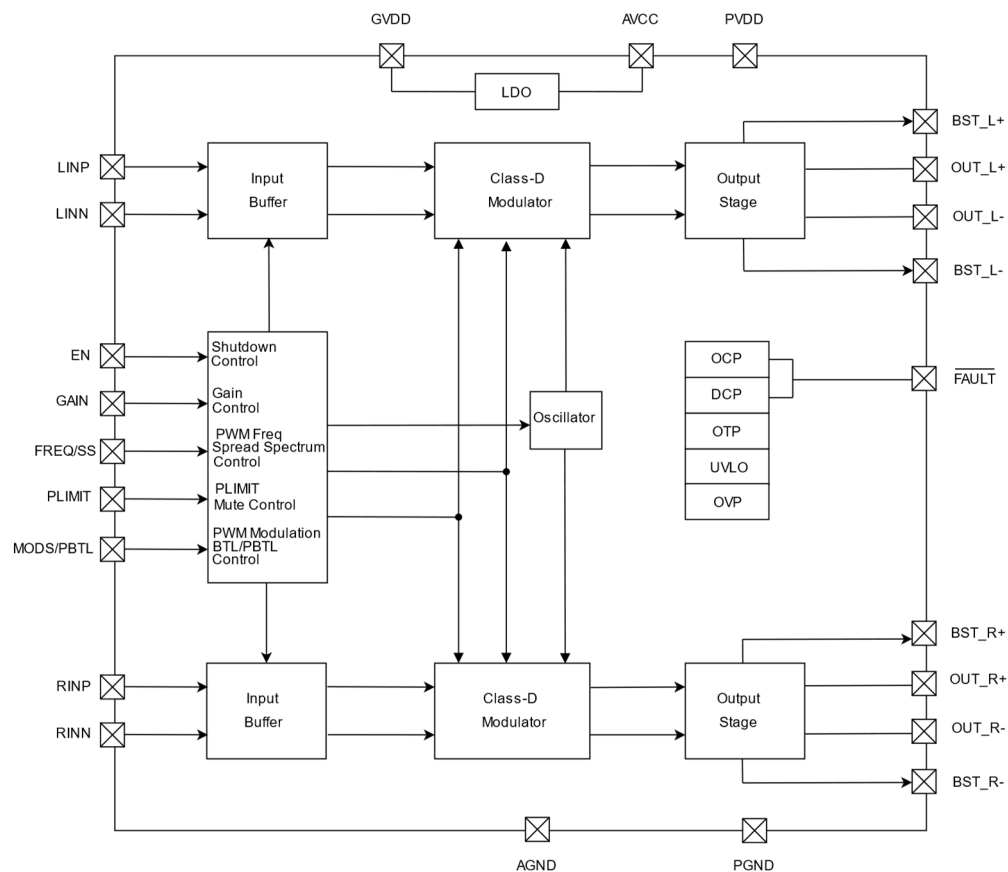 GVDD
AVCC
PVDD
LDO
BST_L+
LINP
Input
Buffer
Class-D
Modulator
Output
Stage
OUT_L+
LINN
OUT_L-
BST_L-
EN
Shutdown
Control
OCP
FAULT
GAIN
Gain
Control
DCP
Oscillator
FREQ/SS
PWM Freq
Spread Spectrum
Control
OTP
UVLO
PLIMIT
PLIMIT
Mute Control
OVP
MODS/PBTL
PWM Modulation
BTL/PBTL
Control
BST_R+
RINP
Input
Buffer
Class-D
Modulator
Output
Stage
OUT_R+
RINN
OUT_R-
BST_R-
AGND
PGND